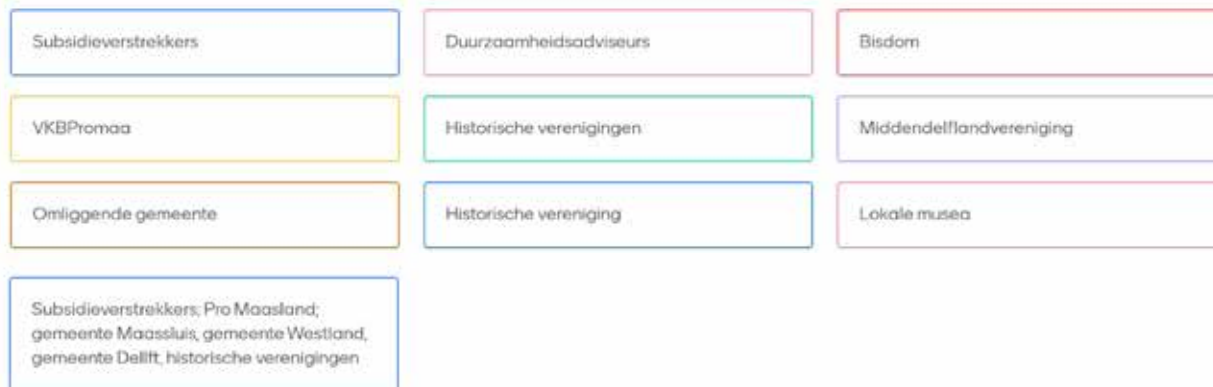 Subsidieverstrekkers
Duurzaamheidsadviseurs
Bisdom
VKBPromaa
Historische verenigingen
Middendelflandvereniging
Omliggende gemeente
Historische vereniging
Lokale musea
Subsidieverstrekkers; Pro Maasland;
gemeente Maassluis, gemeente Westland,
gemeente Dellft, historische verenigingen